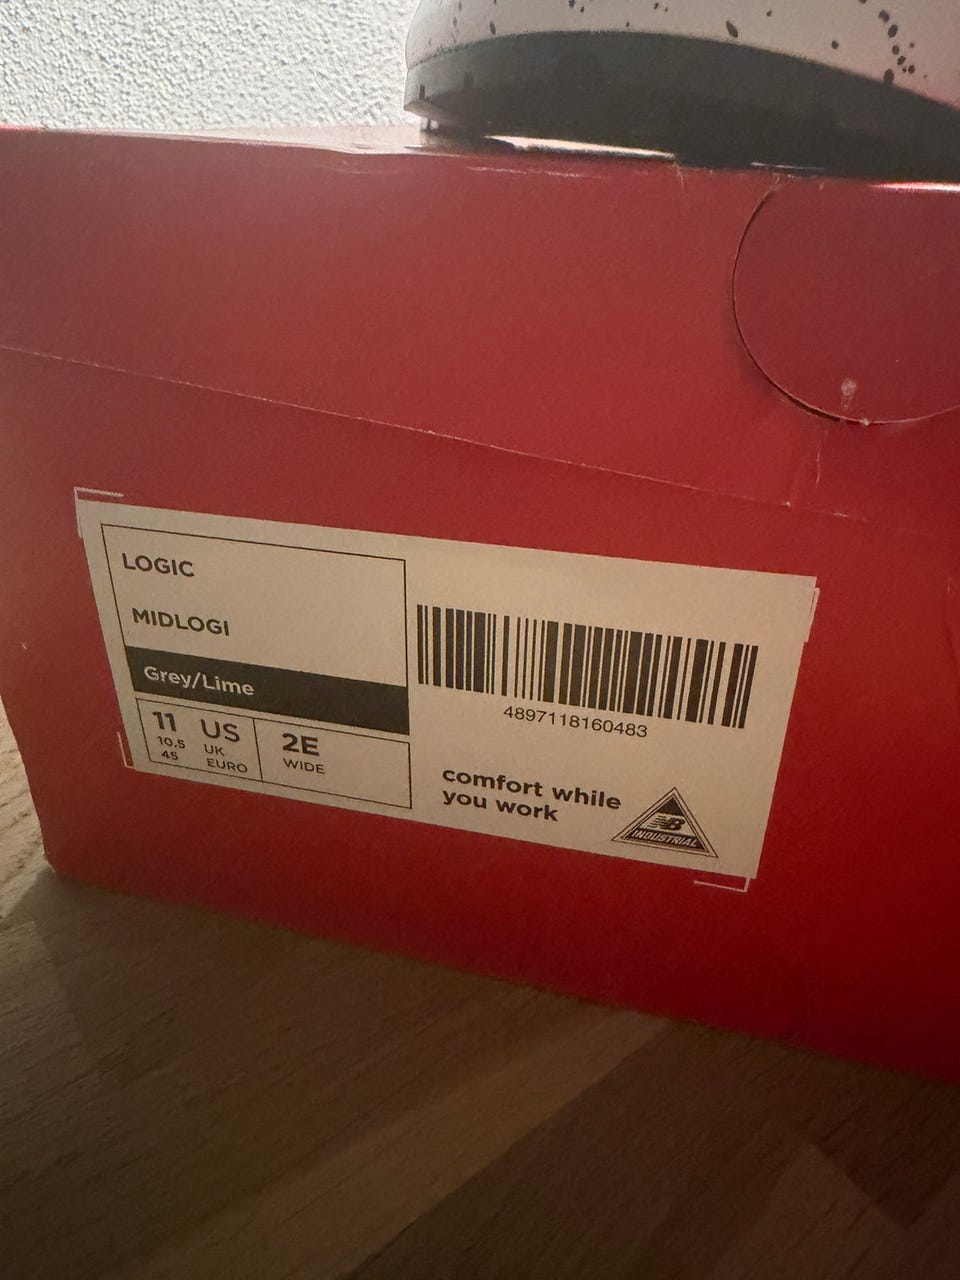 LOGIC
MIDLOGI
Grey/Lime
11 US
10.5 UK
45 EURO
2E
WIDE
4897118160483
comfort while
you work
NB
INDUSTRIAL